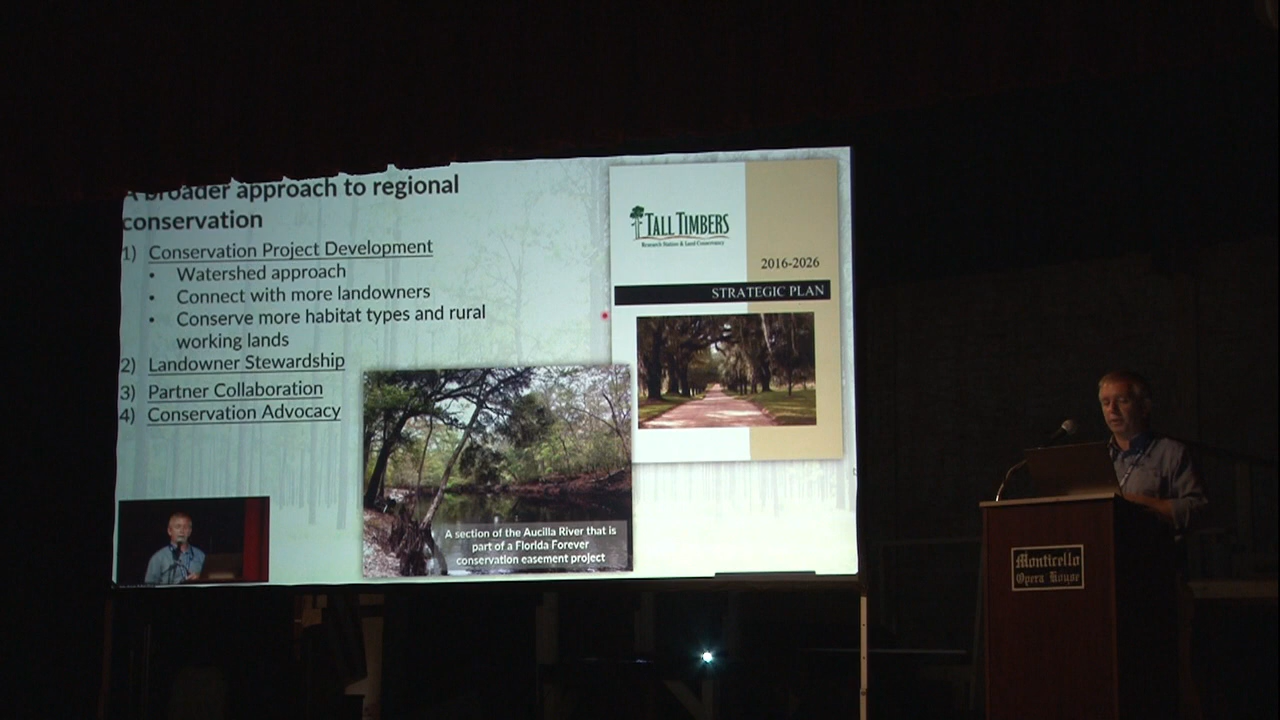 A broader approach to regional
conservation
1) Conservation Project Development
• Watershed approach
• Connect with more landowners
• Conserve more habitat types and rural
working lands
2) Landowner Stewardship
3) Partner Collaboration
4) Conservation Advocacy
A section of the Aucilla River that is
part of a Florida Forever
conservation easement project
TALL TIMBERS
Research Station & Land Conservancy
2016-2026
STRATEGIC PLAN
Monticello
Opera House